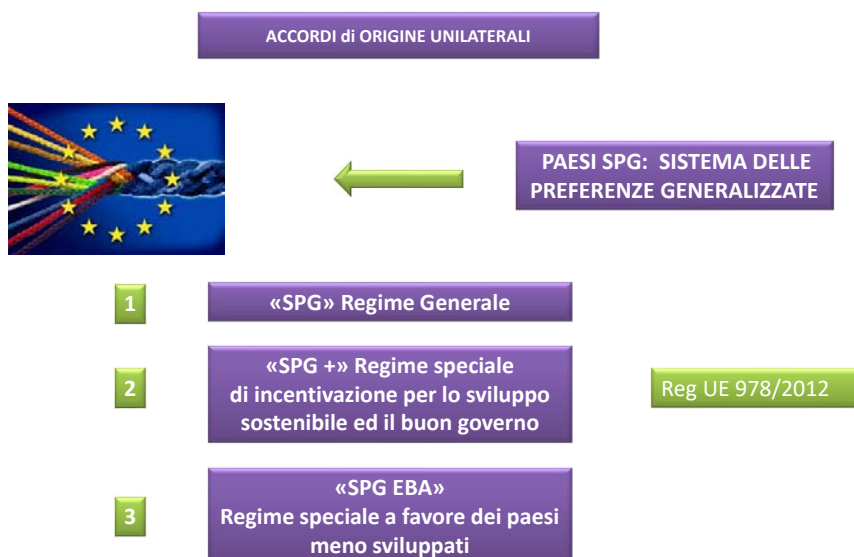 ACCORDI di ORIGINE UNILATERALI
PAESI SPG: SISTEMA DELLE
PREFERENZE GENERALIZZATE
1
«SPG» Regime Generale
2
«SPG +» Regime speciale
di incentivazione per lo sviluppo
sostenibile ed il buon governo
Reg UE 978/2012
3
«SPG EBA»
Regime speciale a favore dei paesi
meno sviluppati